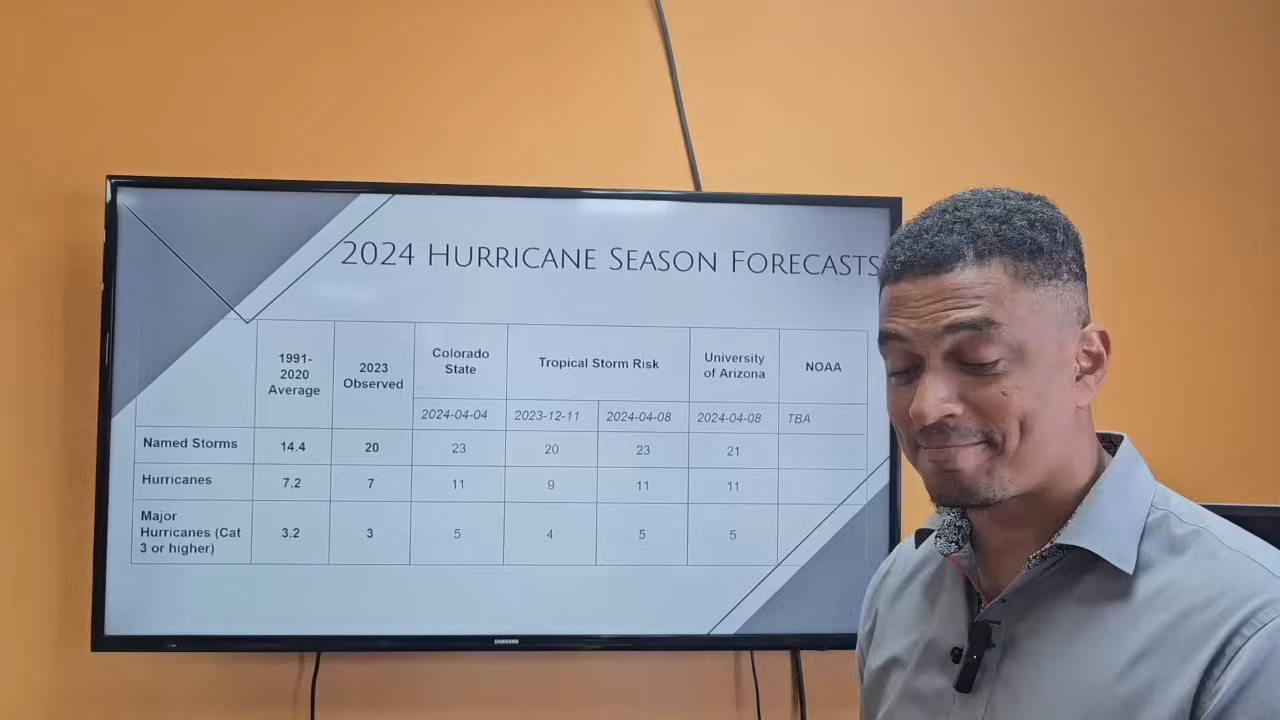 2024 HURRICANE SEASON FORECASTS
1991-
2020
Average
2023
Observed
Colorado
State
Tropical Storm Risk
University
of Arizona
NOAA
2024-04-04
2023-12-11
2024-04-08
2024-04-08
TBA
Named Storms 14.4 20 23 20 23 21
Hurricanes 7.2 7 11 9 11 11
Major
Hurricanes (Cat
3 or higher)
3.2 3 5 4 5 5
SAMSUNG